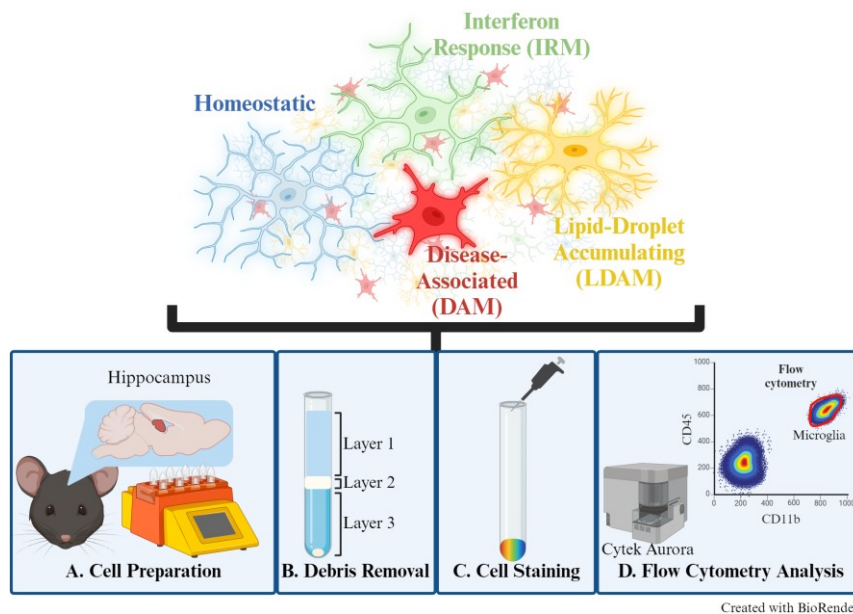 Interferon
Response (IRM)
Homeostatic
Disease-
Associated
(DAM)
Lipid-Droplet
Accumulating
(LDAM)
Hippocampus
A. Cell Preparation
Layer 1
Layer 2
Layer 3
B. Debris Removal
C. Cell Staining
1000
800
600
400
200
0
CD45
Flow
cytometry
Microglia
0
200
400
600
800
1000
CD11b
Cytek Aurora
D. Flow Cytometry Analysis
Created with BioRende